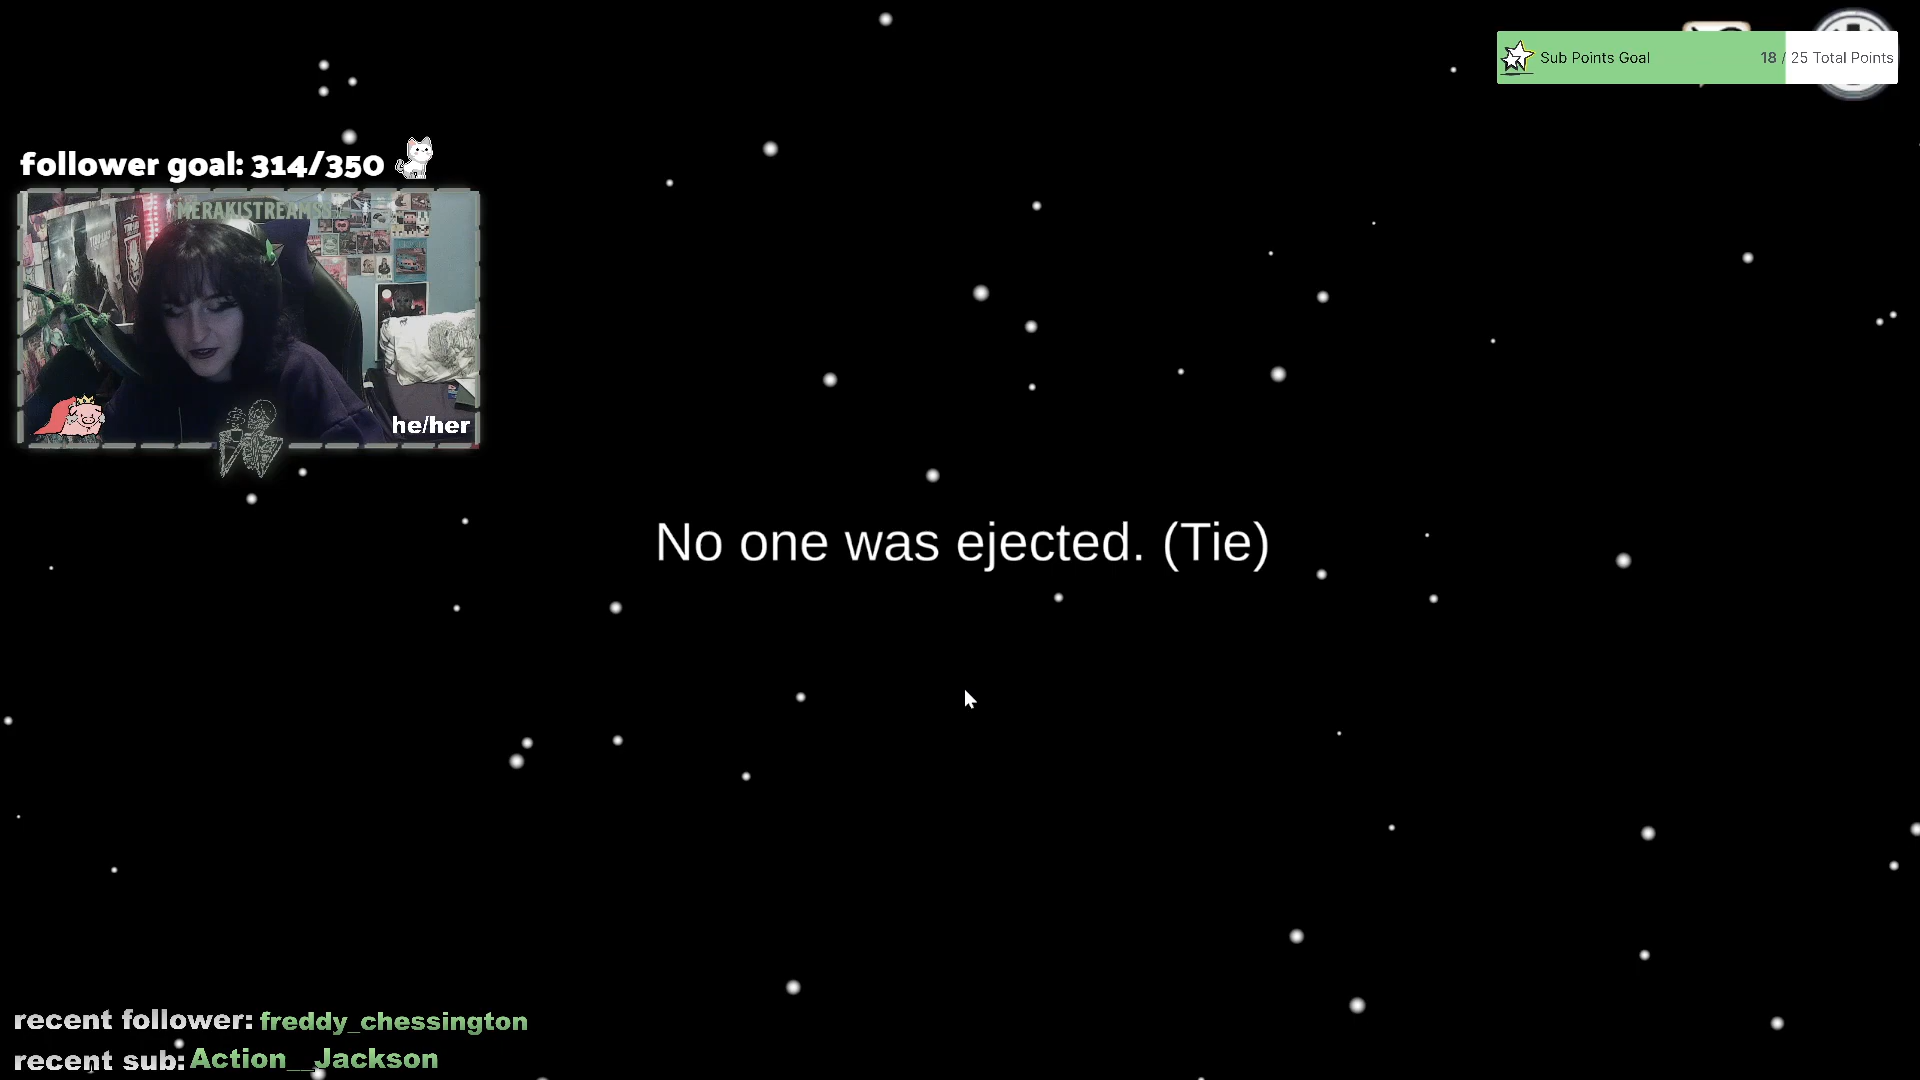 Sub Points Goal
18 / 25 Total Points
follower goal: 314/350
MERAKISTREAMSS
he/her
No one was ejected. (Tie)
recent follower: freddy_chessington
recent sub: Action__Jackson